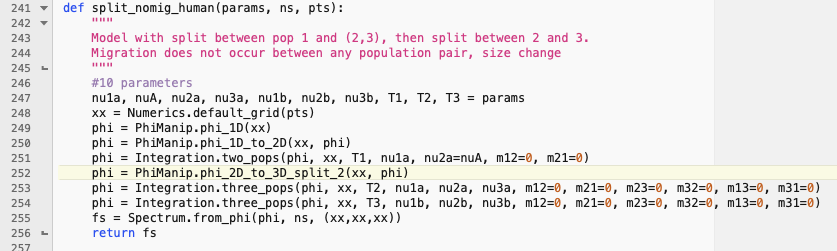 241 def split_nomig_human(params, ns, pts):
242 """
243 Model with split between pop 1 and (2,3), then split between 2 and 3.
244 Migration does not occur between any population pair, size change
245 """
246 #10 parameters
247 nu1a, nuA, nu2a, nu3a, nu1b, nu2b, nu3b, T1, T2, T3 = params
248 xx = Numerics.default_grid(pts)
249 phi = PhiManip.phi_1D(xx)
250 phi = PhiManip.phi_1D_to_2D(xx, phi)
251 phi = Integration.two_pops(phi, xx, T1, nu1a, nu2a=nuA, m12=0, m21=0)
252 phi = PhiManip.phi_2D_to_3D_split_2(xx, phi)
253 phi = Integration.three_pops(phi, xx, T2, nu1a, nu2a, nu3a, m12=0, m21=0, m23=0, m32=0, m13=0, m31=0)
254 phi = Integration.three_pops(phi, xx, T3, nu1b, nu2b, nu3b, m12=0, m21=0, m23=0, m32=0, m13=0, m31=0)
255 fs = Spectrum.from_phi(phi, ns, (xx,xx,xx))
256 return fs
257